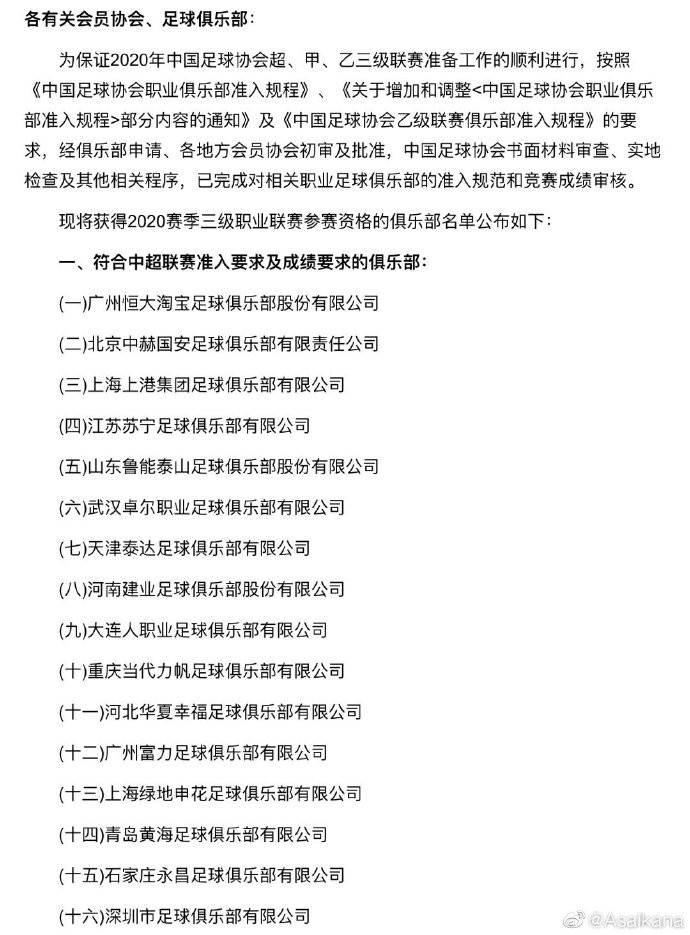 各有关会员协会、足球俱乐部：
为保证2020年中国足球协会超、甲、乙三级联赛准备工作的顺利进行，按照
《中国足球协会职业俱乐部准入规程》、《关于增加和调整<中国足球协会职业俱乐
部准入规程>部分内容的通知》及《中国足球协会乙级联赛俱乐部准入规程》的要
求，经俱乐部申请、各地方会员协会初审及批准，中国足球协会书面材料审查、实地
检查及其他相关程序，已完成对相关职业足球俱乐部的准入规范和竞赛成绩审核。
现将获得2020赛季三级职业联赛参赛资格的俱乐部名单公布如下：
一、符合中超联赛准入要求及成绩要求的俱乐部：
(一)广州恒大淘宝足球俱乐部股份有限公司
(二)北京中赫国安足球俱乐部有限责任公司
(三)上海上港集团足球俱乐部有限公司
(四)江苏苏宁足球俱乐部有限公司
(五)山东鲁能泰山足球俱乐部股份有限公司
(六)武汉卓尔职业足球俱乐部有限公司
(七)天津泰达足球俱乐部有限公司
(八)河南建业足球俱乐部股份有限公司
(九)大连人职业足球俱乐部有限公司
(十)重庆当代力帆足球俱乐部有限公司
(十一)河北华夏幸福足球俱乐部有限公司
(十二)广州富力足球俱乐部有限公司
(十三)上海绿地申花足球俱乐部有限公司
(十四)青岛黄海足球俱乐部有限公司
(十五)石家庄永昌足球俱乐部有限公司
(十六)深圳市足球俱乐部有限公司
@Asaikana